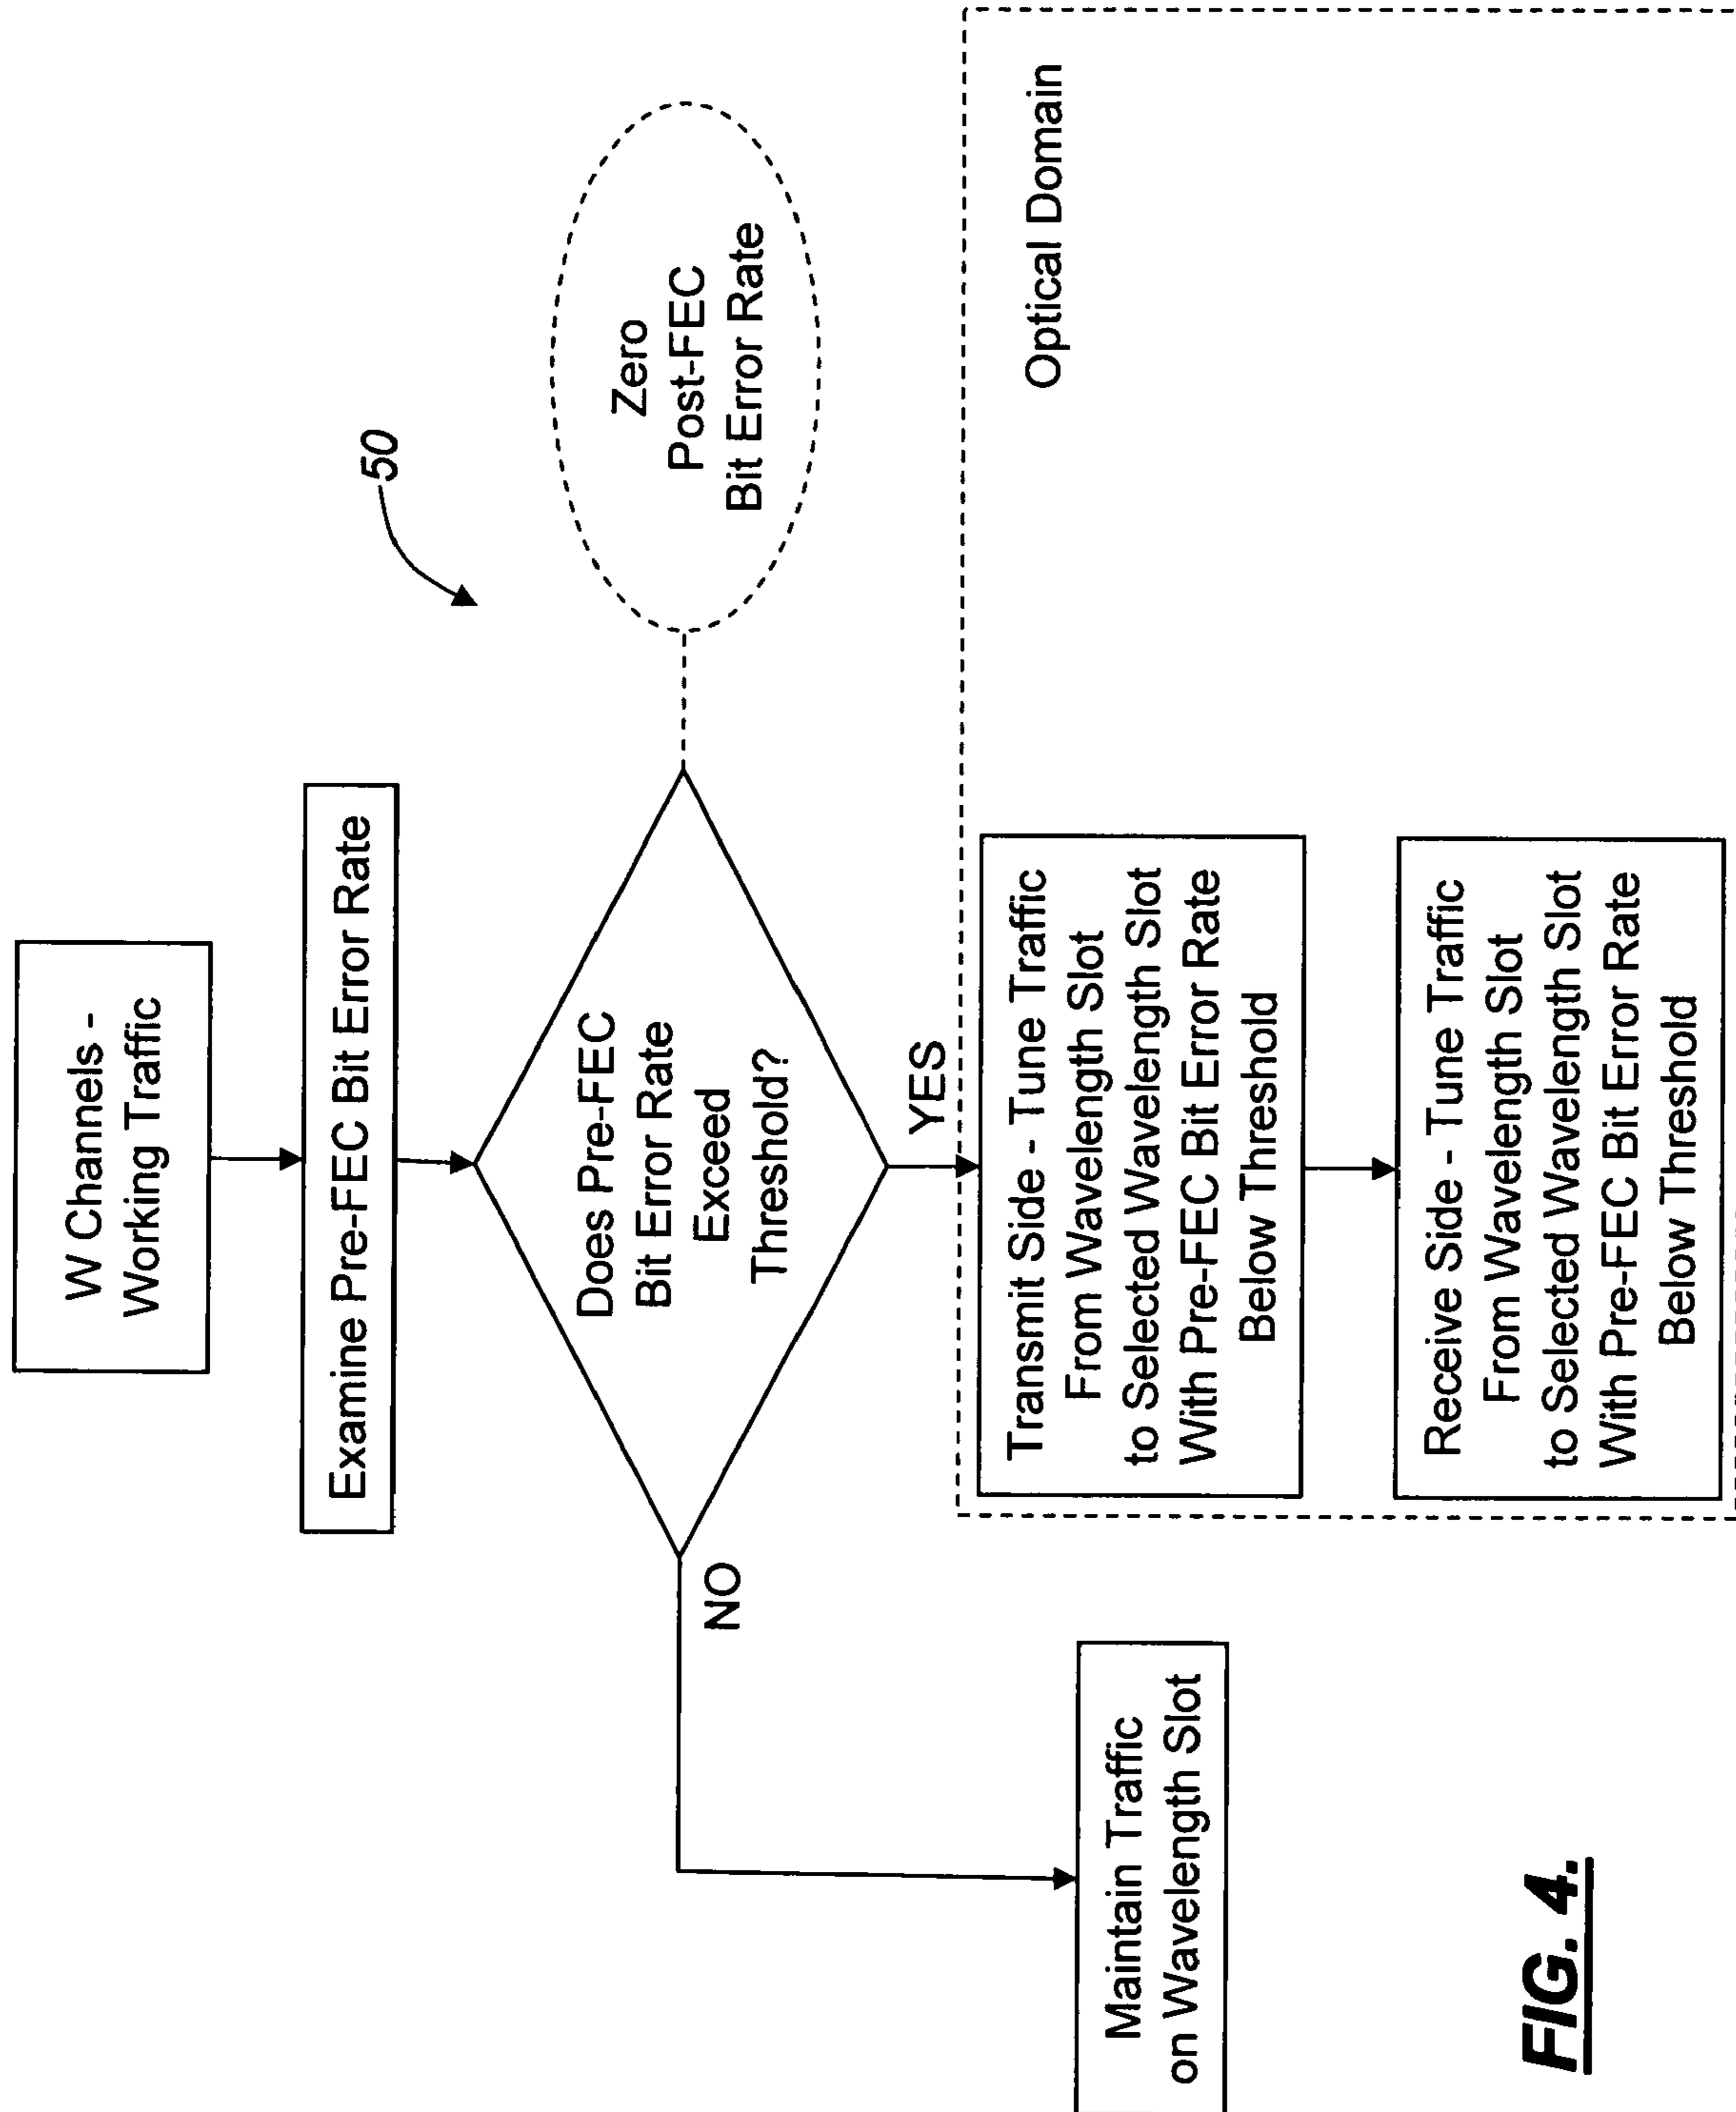 W Channels -
Working Traffic
Examine Pre-FEC Bit Error Rate
50
Does Pre-FEC
Bit Error Rate
Exceed
Threshold?
Zero
Post-FEC
Bit Error Rate
NO
YES
Maintain Traffic
on Wavelength Slot
Optical Domain
Transmit Side - Tune Traffic
From Wavelength Slot
to Selected Wavelength Slot
With Pre-FEC Bit Error Rate
Below Threshold
Receive Side - Tune Traffic
From Wavelength Slot
to Selected Wavelength Slot
With Pre-FEC Bit Error Rate
Below Threshold
FIG. 4.